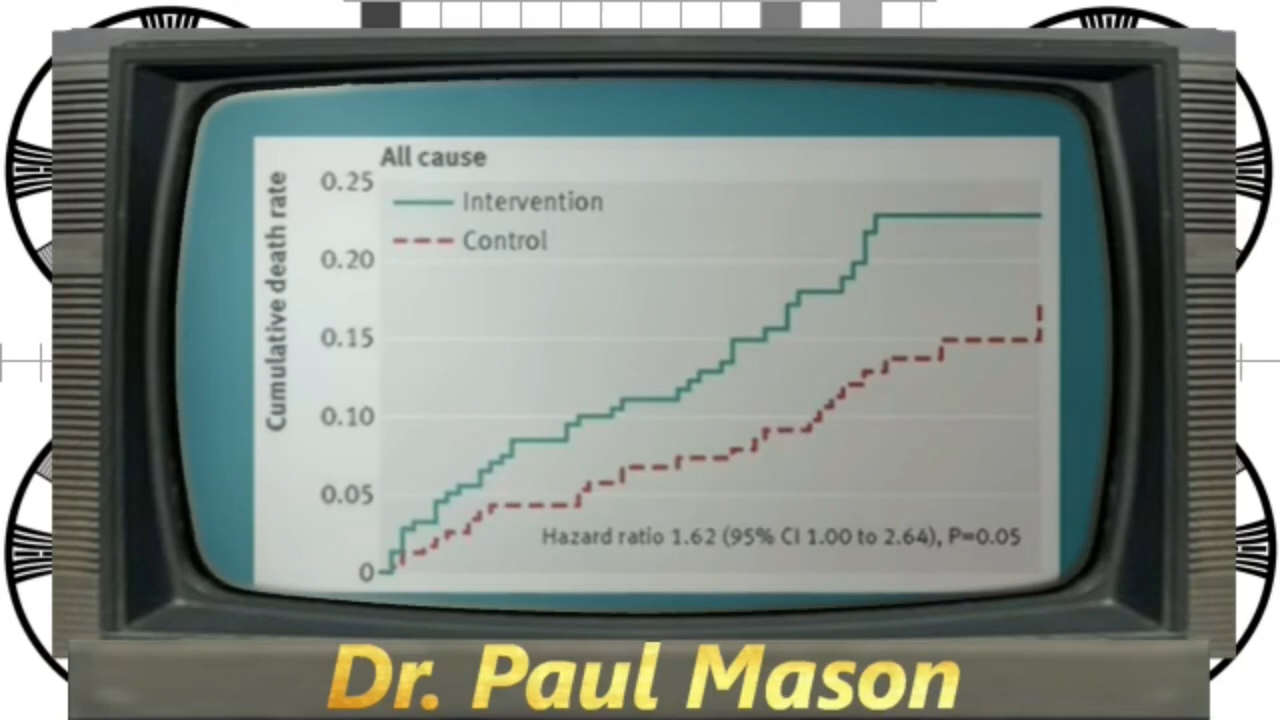 All cause
Cumulative death rate
0.25
0.20
0.15
0.10
0.05
0
Intervention
Control
Hazard ratio 1.62 (95% CI 1.00 to 2.64), P=0.05
Dr. Paul Mason